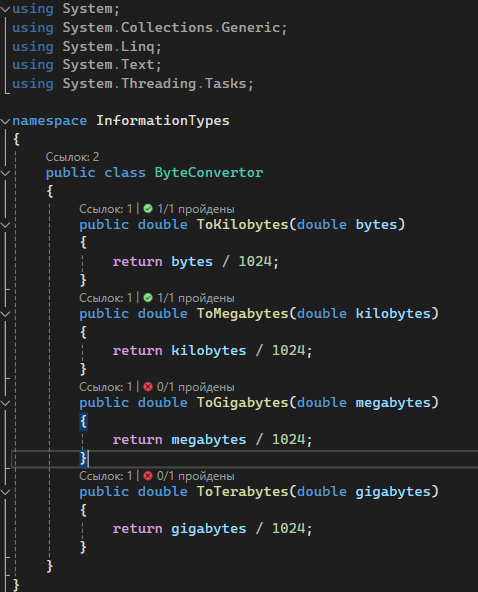 using System;
using System.Collections.Generic;
using System.Linq;
using System.Text;
using System.Threading.Tasks;
namespace InformationTypes
{
Ссылок: 2
public class ByteConvertor
{
Ссылок: 1 | 1/1 пройдены
public double ToKilobytes(double bytes)
{
return bytes / 1024;
}
Ссылок: 1 | 1/1 пройдены
public double ToMegabytes(double kilobytes)
{
return kilobytes / 1024;
}
Ссылок: 1 | 0/1 пройдены
public double ToGigabytes(double megabytes)
{
return megabytes / 1024;
}
Ссылок: 1 | 0/1 пройдены
public double ToTerabytes(double gigabytes)
{
return gigabytes / 1024;
}
}
}